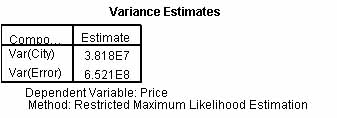 Variance Estimates
Compo... Estimate
Var(City) 3.818E7
Var(Error) 6.521E8
Dependent Variable: Price
Method: Restricted Maximum Likelihood Estimation